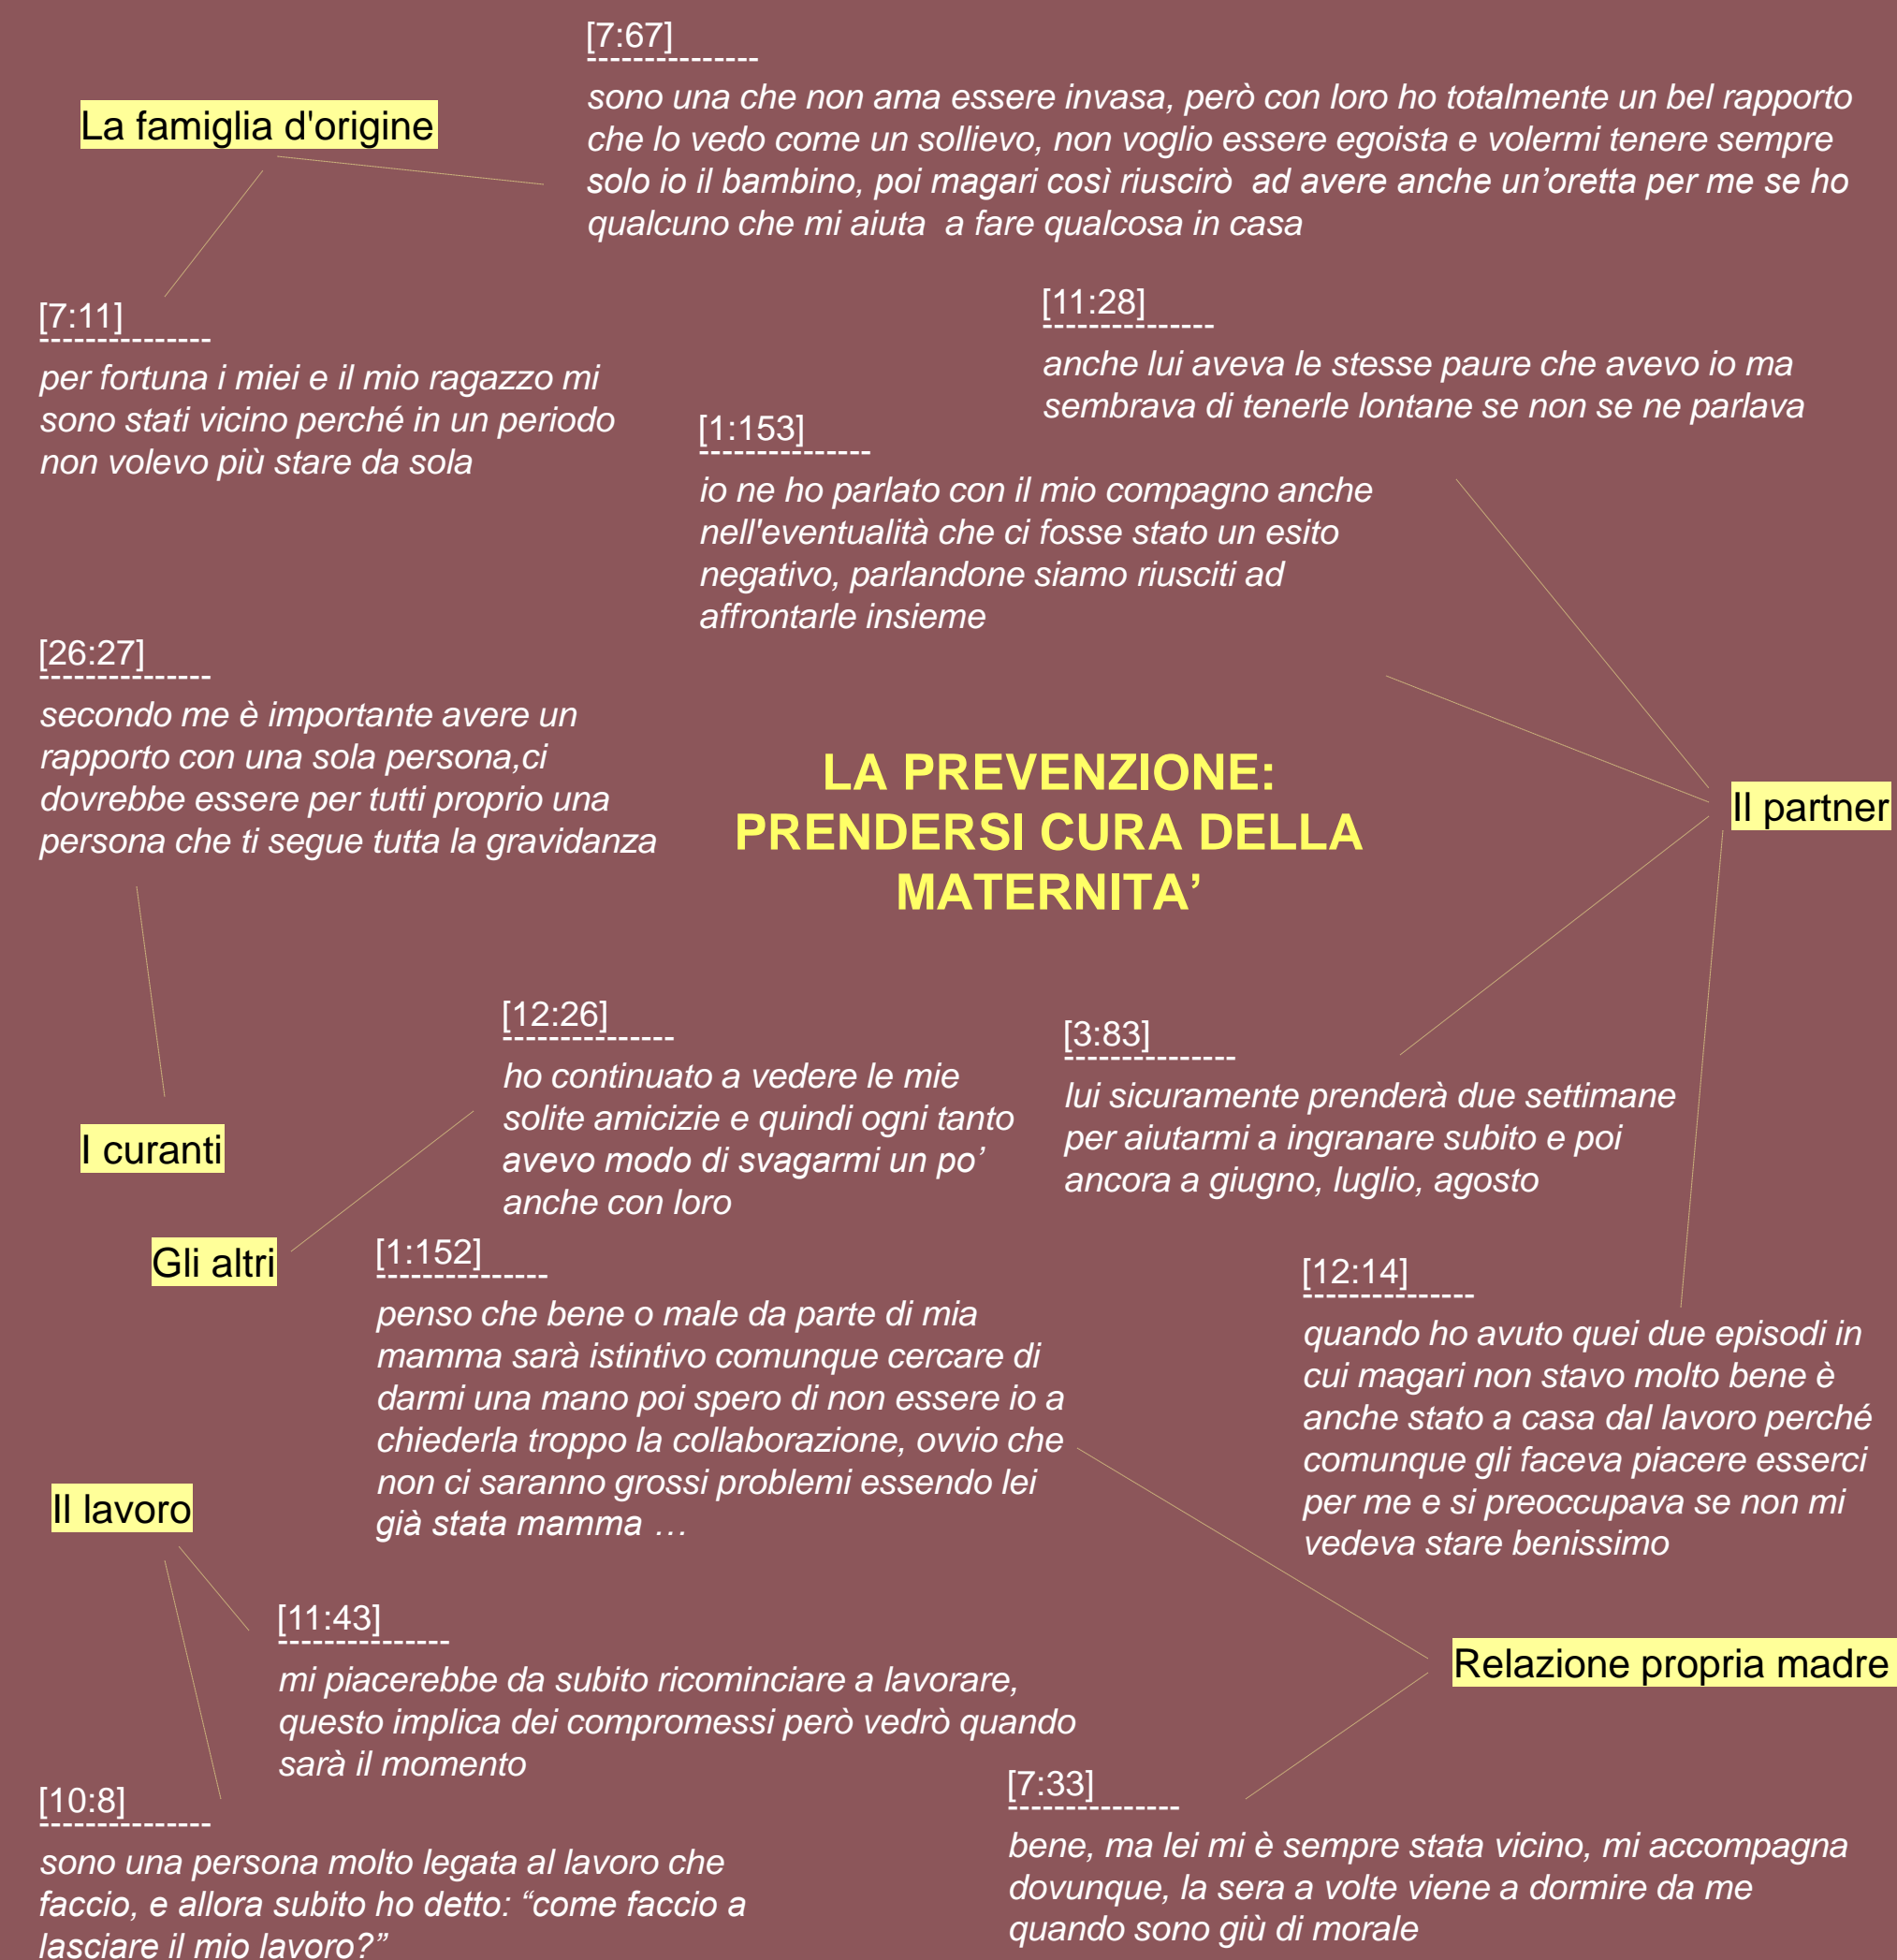 [7:67]
---------------
sono una che non ama essere invasa, però con loro ho totalmente un bel rapporto
che lo vedo come un sollievo, non voglio essere egoista e volermi tenere sempre
solo io il bambino, poi magari così riuscirò  ad avere anche un’oretta per me se ho
qualcuno che mi aiuta  a fare qualcosa in casa
La famiglia d'origine
[7:11]
---------------
per fortuna i miei e il mio ragazzo mi
sono stati vicino perché in un periodo
non volevo più stare da sola
[11:28]
---------------
anche lui aveva le stesse paure che avevo io ma
sembrava di tenerle lontane se non se ne parlava
[1:153]
---------------
io ne ho parlato con il mio compagno anche
nell'eventualità che ci fosse stato un esito
negativo, parlandone siamo riusciti ad
affrontarle insieme
[26:27]
---------------
secondo me è importante avere un
rapporto con una sola persona,ci
dovrebbe essere per tutti proprio una
persona che ti segue tutta la gravidanza
LA PREVENZIONE:
PRENDERSI CURA DELLA
MATERNITA’
Il partner
[12:26]
---------------
ho continuato a vedere le mie
solite amicizie e quindi ogni tanto
avevo modo di svagarmi un po’
anche con loro
[3:83]
---------------
lui sicuramente prenderà due settimane
per aiutarmi a ingranare subito e poi
ancora a giugno, luglio, agosto
I curanti
Gli altri
[1:152]
---------------
penso che bene o male da parte di mia
mamma sarà istintivo comunque cercare di
darmi una mano poi spero di non essere io a
chiederla troppo la collaborazione, ovvio che
non ci saranno grossi problemi essendo lei
già stata mamma …
[12:14]
---------------
quando ho avuto quei due episodi in
cui magari non stavo molto bene è
anche stato a casa dal lavoro perché
comunque gli faceva piacere esserci
per me e si preoccupava se non mi
vedeva stare benissimo
Il lavoro
[11:43]
---------------
mi piacerebbe da subito ricominciare a lavorare,
questo implica dei compromessi però vedrò quando
sarà il momento
Relazione propria madre
[10:8]
---------------
sono una persona molto legata al lavoro che
faccio, e allora subito ho detto: “come faccio a
lasciare il mio lavoro?”
[7:33]
---------------
bene, ma lei mi è sempre stata vicino, mi accompagna
dovunque, la sera a volte viene a dormire da me
quando sono giù di morale